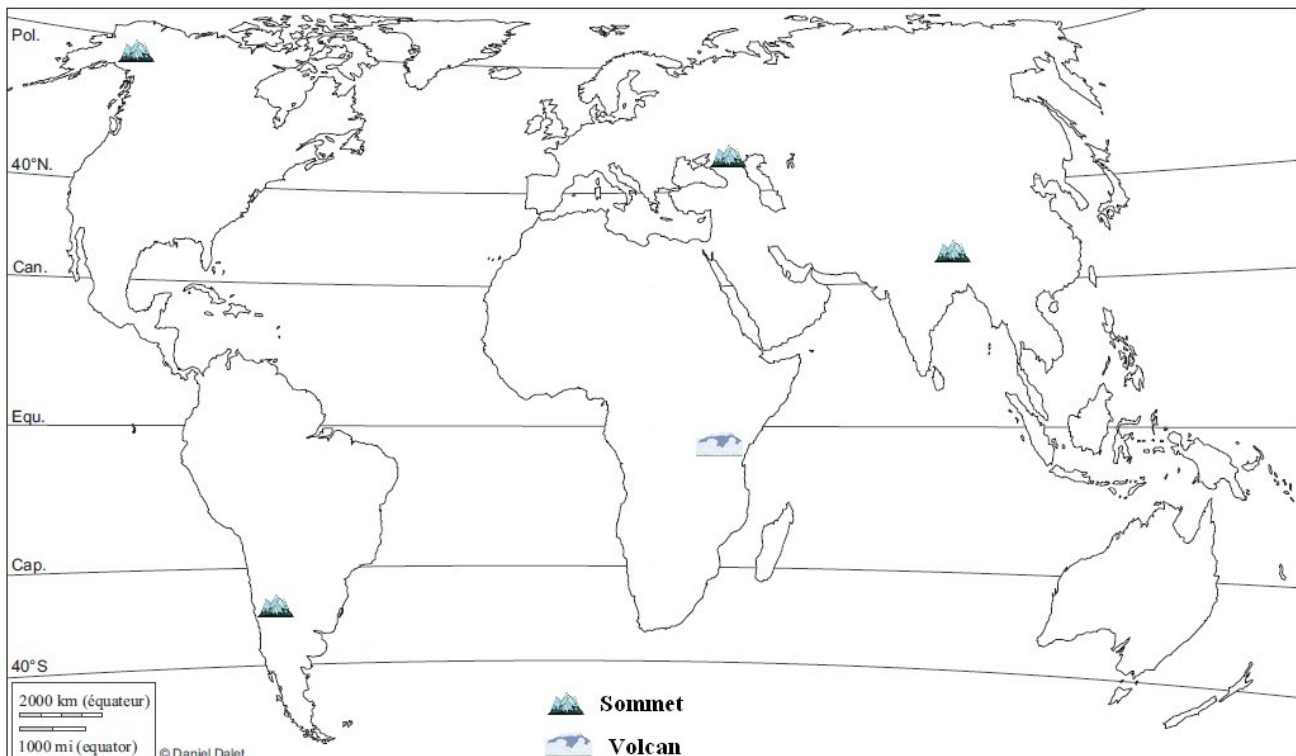 Pol.
40°N.
Can.
Equ.
Cap.
40°S
2000 km (équateur)
1000 mi (equator)
© Daniel Dalet
Sommet
Volcan